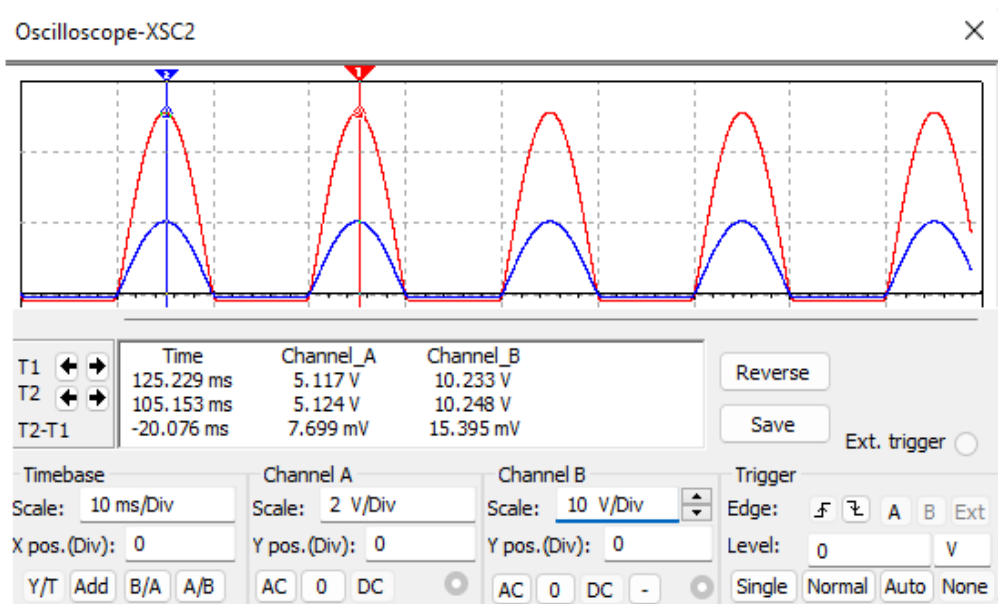 Oscilloscope-XSC2
2 1
Time Channel_A Channel_B
T1 125.229 ms 5.117 V 10.233 V
T2 105.153 ms 5.124 V 10.248 V
T2-T1 -20.076 ms 7.699 mV 15.395 mV
Reverse
Save
Ext. trigger
Timebase
Scale: 10 ms/Div
X pos.(Div): 0
Y/T Add B/A A/B
Channel A
Scale: 2 V/Div
Y pos.(Div): 0
AC 0 DC
Channel B
Scale: 10 V/Div
Y pos.(Div): 0
AC 0 DC -
Trigger
Edge: A B Ext
Level: 0 V
Single Normal Auto None